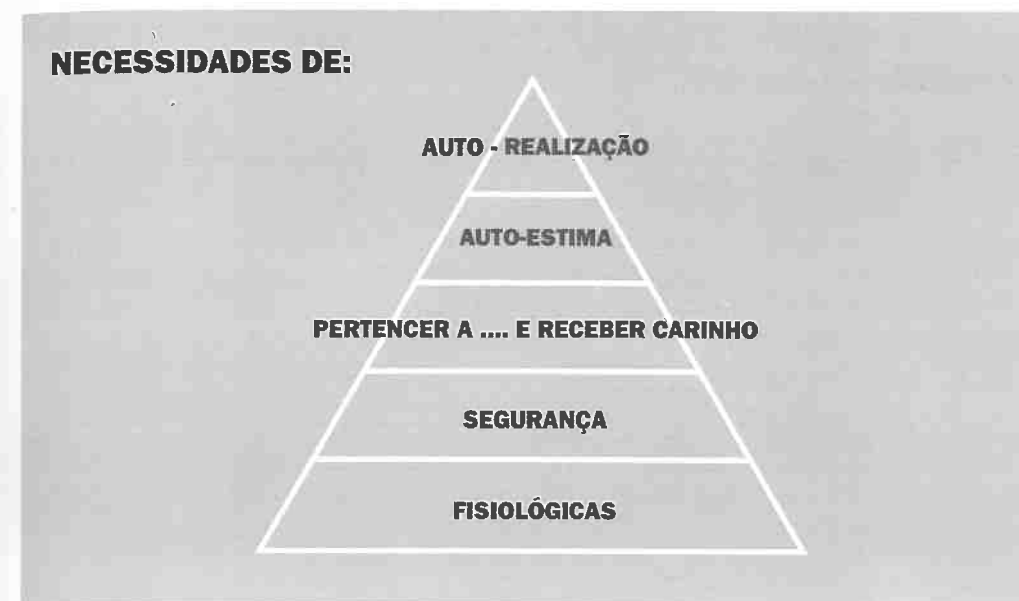 NECESSIDADES DE:
AUTO - REALIZAÇÃO
AUTO-ESTIMA
PERTENCER A .... E RECEBER CARINHO
SEGURANÇA
FISIOLÓGICAS